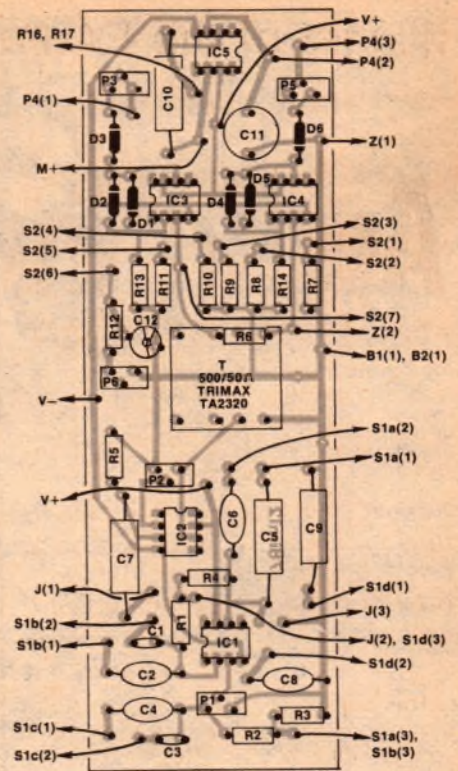 R16, R17
V+
P4(3)
P4(2)
IC5
P3
C10
P5
P4(1)
D3
C11
D6
Z(1)
M+
D2
D1
IC3
D4
D5
IC4
S2(4)
S2(3)
S2(5)
S2(1)
S2(2)
S2(6)
R13
R11
R10
R9
R8
R14
R7
S2(7)
R12
C12
R6
Z(2)
T
500/50Ω
TRIMAX
TA2320
B1(1), B2(1)
P6
V−
S1a(2)
S1a(1)
R5
P2
V+
C6
C5
C9
C7
IC2
R4
S1d(1)
J(1)
J(3)
S1b(2)
R1
J(2), S1d(3)
S1b(1)
C1
IC1
S1d(2)
C2
C8
C4
P1
R3
S1c(1)
R2
S1a(3),
S1b(3)
S1c(2)
C3